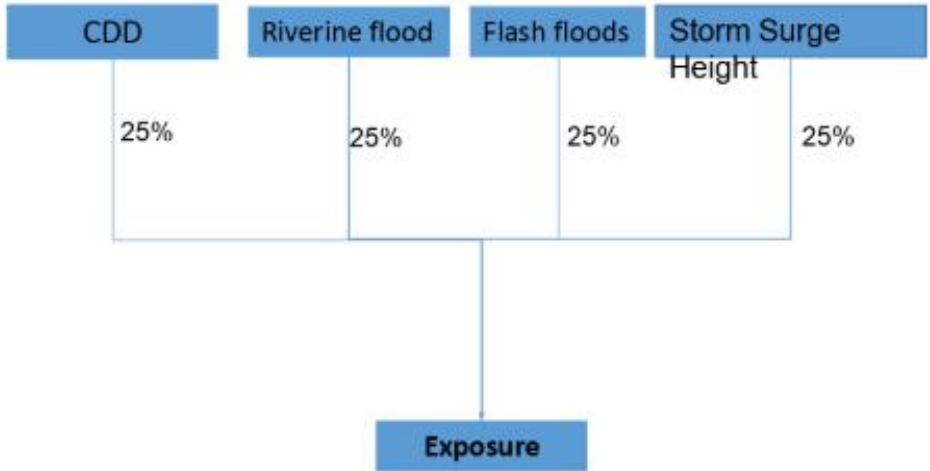 CDD
Riverine flood
Flash floods
Storm Surge
Height
25%
25%
25%
25%
Exposure